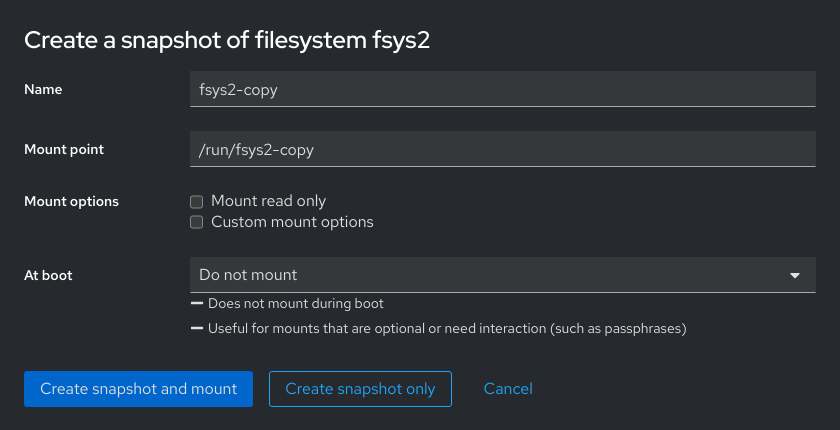 Create a snapshot of filesystem fsys2
Name
fsys2-copy
Mount point
/run/fsys2-copy
Mount options
Mount read only
Custom mount options
At boot
Do not mount
Does not mount during boot
Useful for mounts that are optional or need interaction (such as passphrases)
Create snapshot and mount
Create snapshot only
Cancel